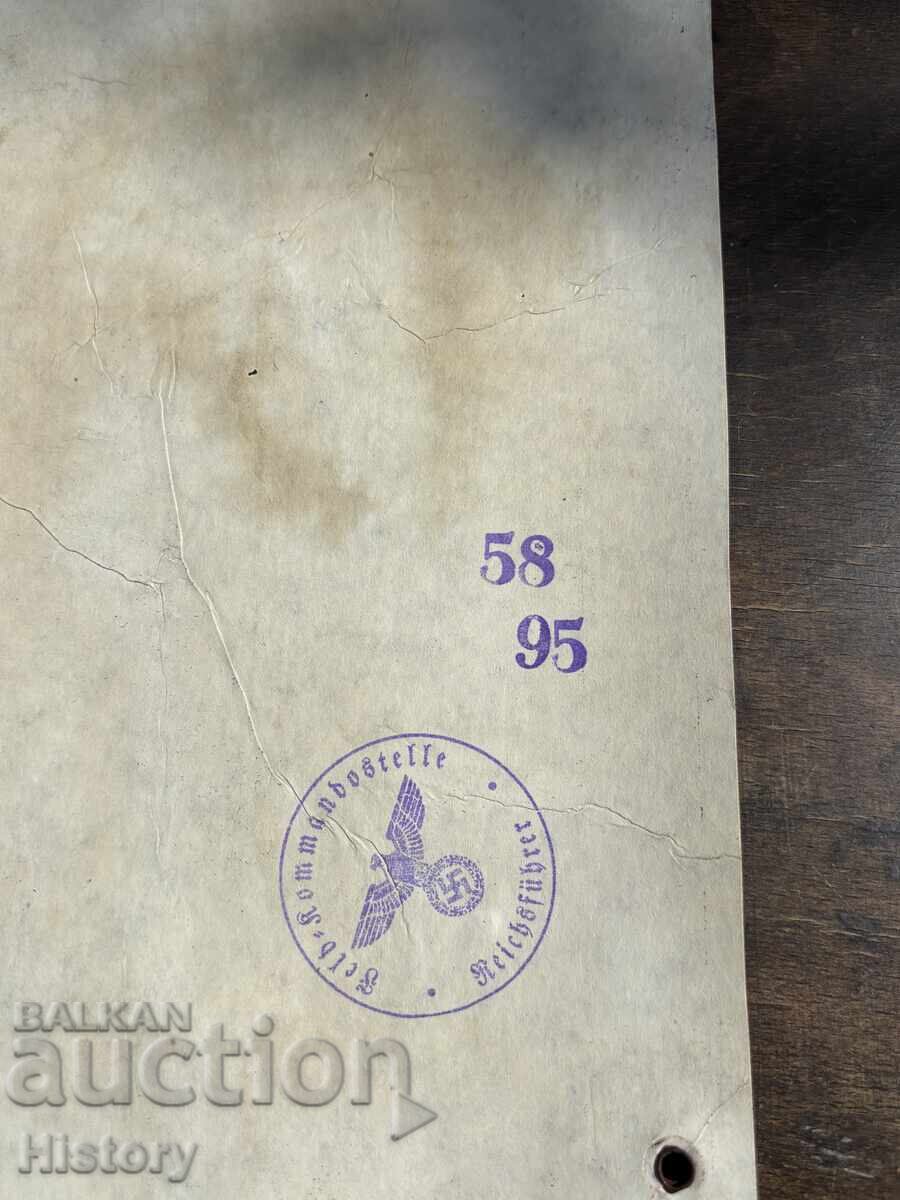 58
95
Feld=Kommandostelle
Reichsführer
BALKAN
auction
History